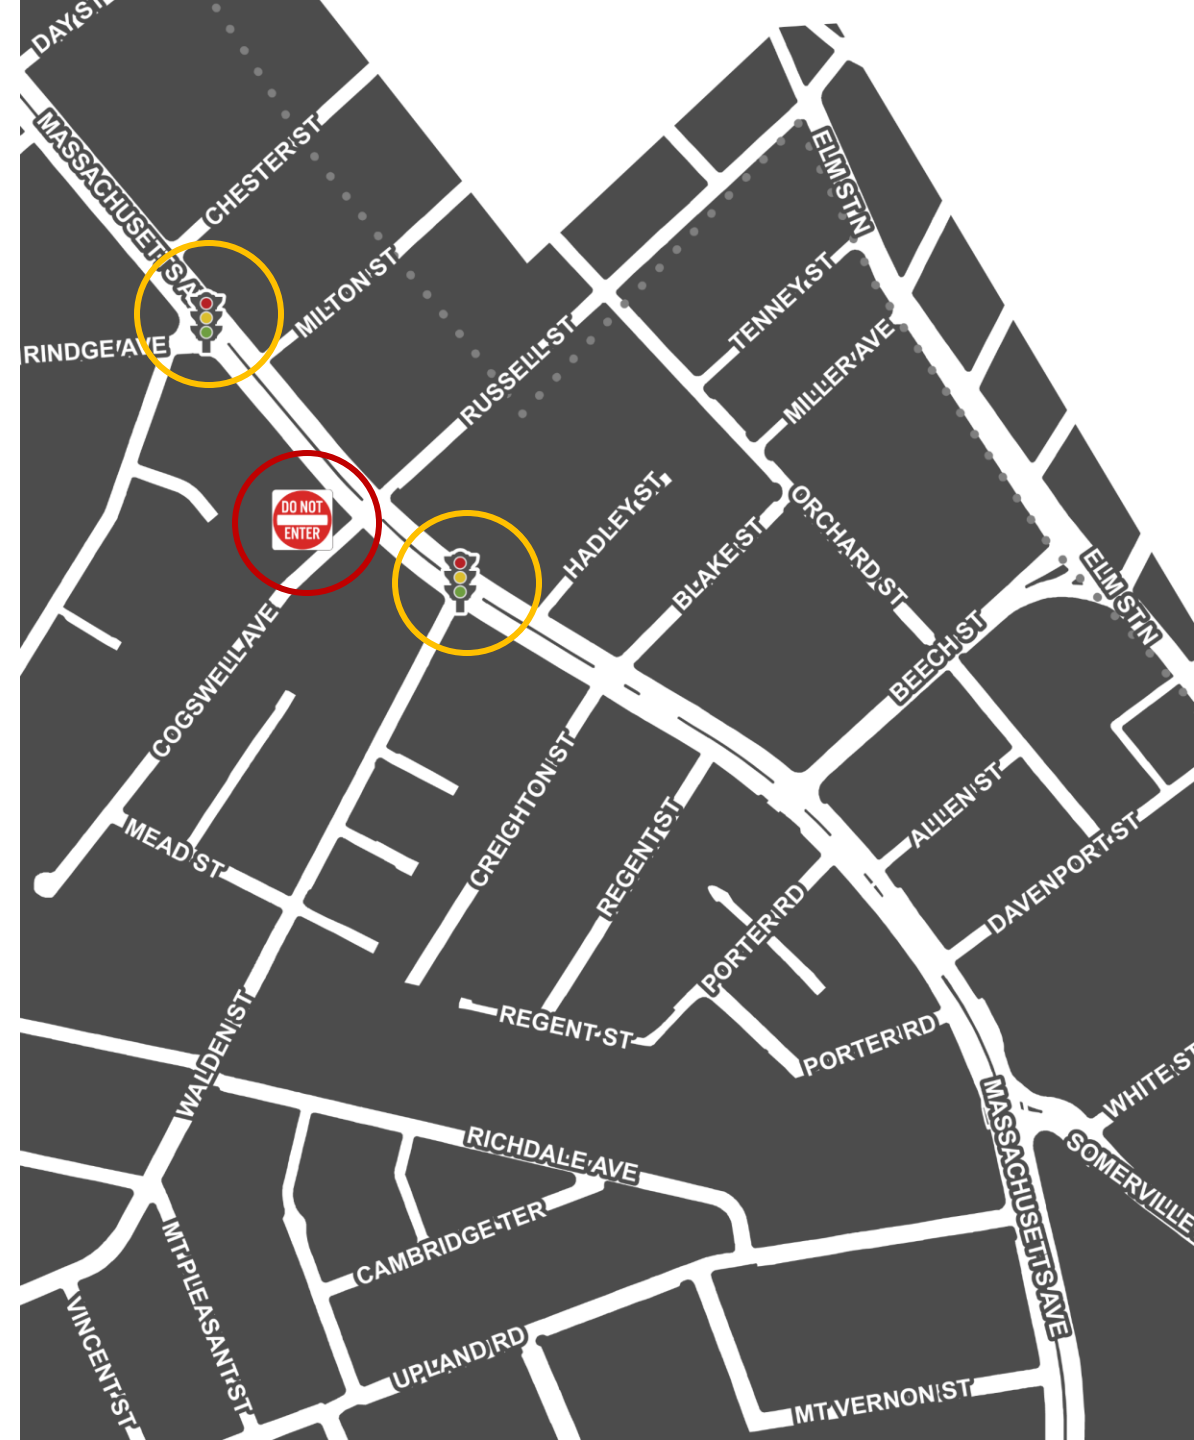 DAY ST
MASSACHUSETTS A
CHESTER ST
MILTON ST
RINDGE AVE
RUSSELL ST
ELM ST N
TENNEY ST
MILLER AVE
DO NOT
ENTER
HADLEY ST
BLAKE ST
ORCHARD ST
ELM ST N
BEECH ST
COGSWELL AVE
MEAD ST
CREIGHTON ST
REGENT ST
ALLEN ST
DAVENPORT ST
PORTER RD
REGENT ST
PORTER RD
WALDEN ST
WHITE ST
MASSACHUSETTS AVE
SOMERVILLE
RICHDALE AVE
CAMBRIDGE TER
MT PLEASANT ST
VINCENT ST
UPLAND RD
MT VERNON ST